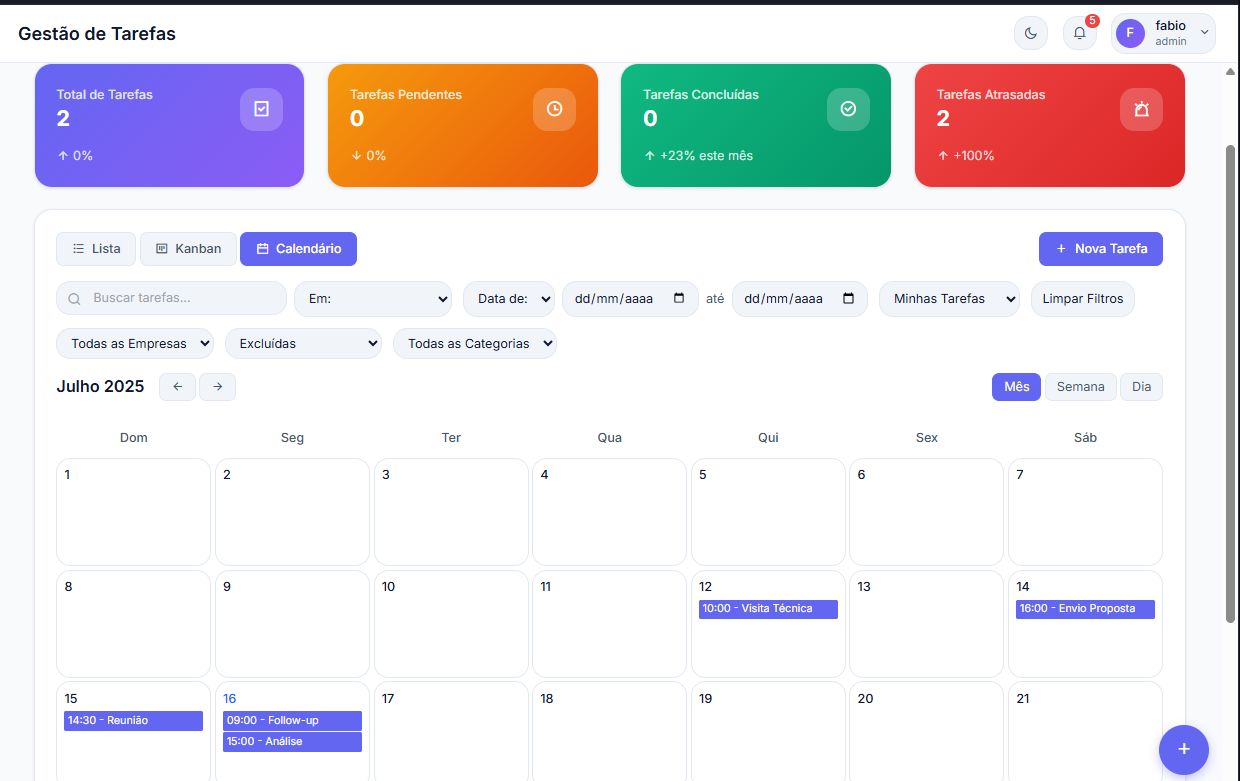 Gestão de Tarefas
5
F
fabio
admin
Total de Tarefas
2
↑ 0%
Tarefas Pendentes
0
↓ 0%
Tarefas Concluídas
0
↑ +23% este mês
Tarefas Atrasadas
2
↑ +100%
Lista
Kanban
Calendário
+ Nova Tarefa
Buscar tarefas...
Em:
Data de:
dd/mm/aaaa
até
dd/mm/aaaa
Minhas Tarefas
Limpar Filtros
Todas as Empresas
Excluídas
Todas as Categorias
Julho 2025
←
→
Mês
Semana
Dia
Dom
Seg
Ter
Qua
Qui
Sex
Sáb
1
2
3
4
5
6
7
8
9
10
11
12
10:00 - Visita Técnica
13
14
16:00 - Envio Proposta
15
14:30 - Reunião
16
09:00 - Follow-up
15:00 - Análise
17
18
19
20
21
+